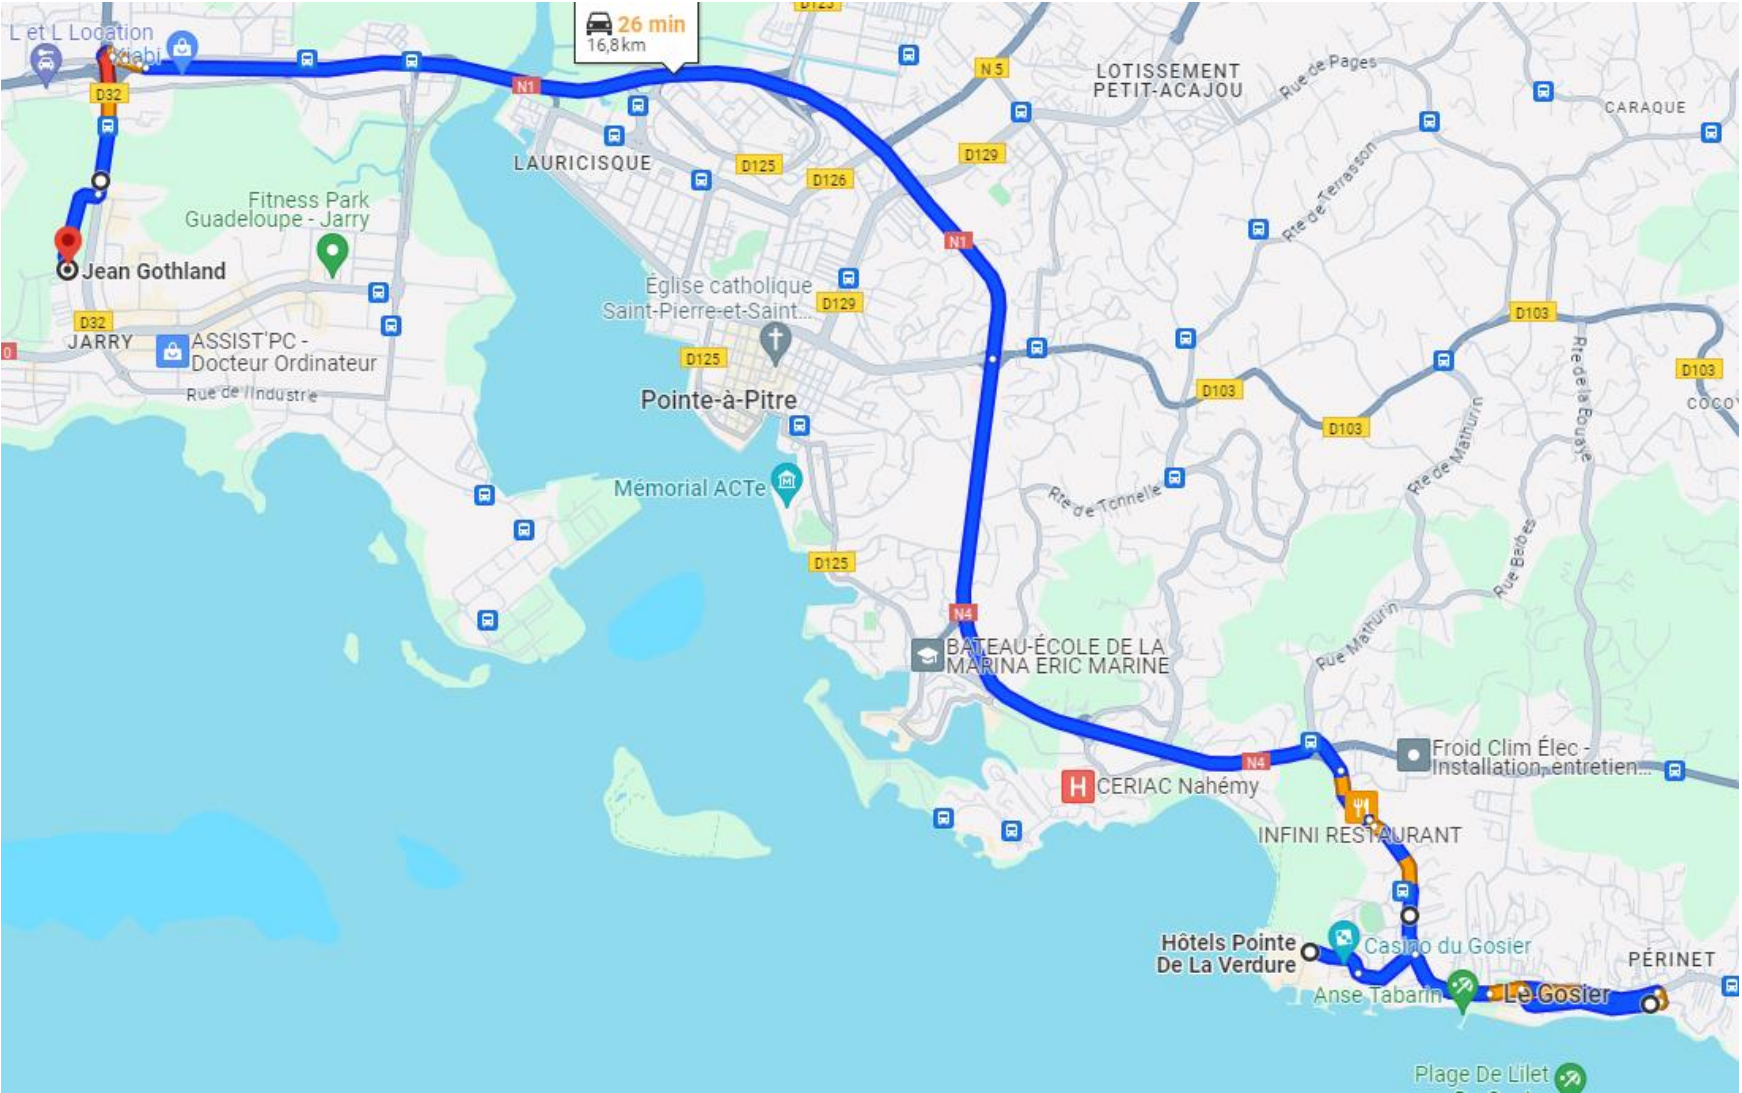 L et L Location
Xiabi
26 min
16,8 km
D123
N1
N5
LOTISSEMENT
PETIT-ACAJOU
Rue de Pages
CARAQUE
D32
LAURICISQUE
D125
D126
D129
Rte de Terrasson
Fitness Park
Guadeloupe - Jarry
N1
Jean Gothland
Église catholique
Saint-Pierre-et-Saint...
D129
D103
D32
JARRY
ASSIST'PC -
Docteur Ordinateur
D125
Rte de la Bouaye
D103
Rue de l'Industrie
Pointe-à-Pitre
D103
COCOY
D103
Rte de Mathurin
Mémorial ACTe
Rte de Tonnelle
D125
Rue Barbès
N4
BATEAU-ÉCOLE DE LA
MARINA ERIC MARINE
Rue Mathurin
N4
Froid Clim Élec -
Installation, entretien...
H
CERIAC Nahémy
INFINI RESTAURANT
Hôtels Pointe
De La Verdure
Casino du Gosier
PÉRINET
Anse Tabarin
Le Gosier
Plage De Lilet